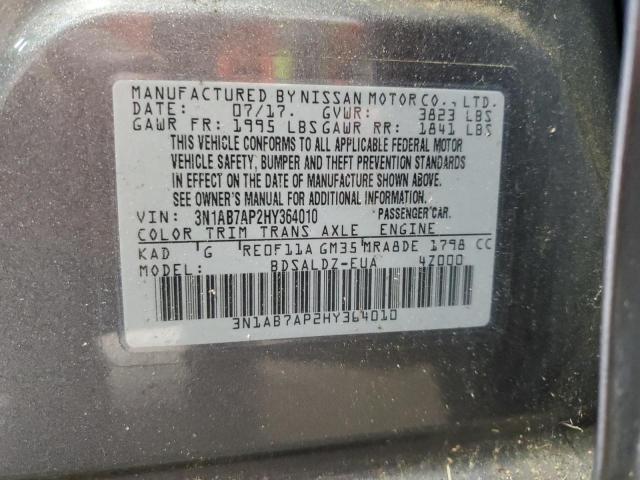 MANUFACTURED BY NISSAN MOTOR CO., LTD.
DATE: 07/17. GVWR: 3823 LBS
GAWR FR: 1995 LBS GAWR RR: 1841 LBS
THIS VEHICLE CONFORMS TO ALL APPLICABLE FEDERAL MOTOR
VEHICLE SAFETY, BUMPER AND THEFT PREVENTION STANDARDS
IN EFFECT ON THE DATE OF MANUFACTURE SHOWN ABOVE.
SEE OWNER'S MANUAL FOR ADDITIONAL INFORMATION.
VIN: 3N1AB7AP2HY364010 PASSENGER CAR.
COLOR TRIM TRANS AXLE ENGINE
KAD G RE0F11A GM35 MRA8DE 1798 CC
MODEL: BDSALDZ-EUA 4Z000
3N1AB7AP2HY364010